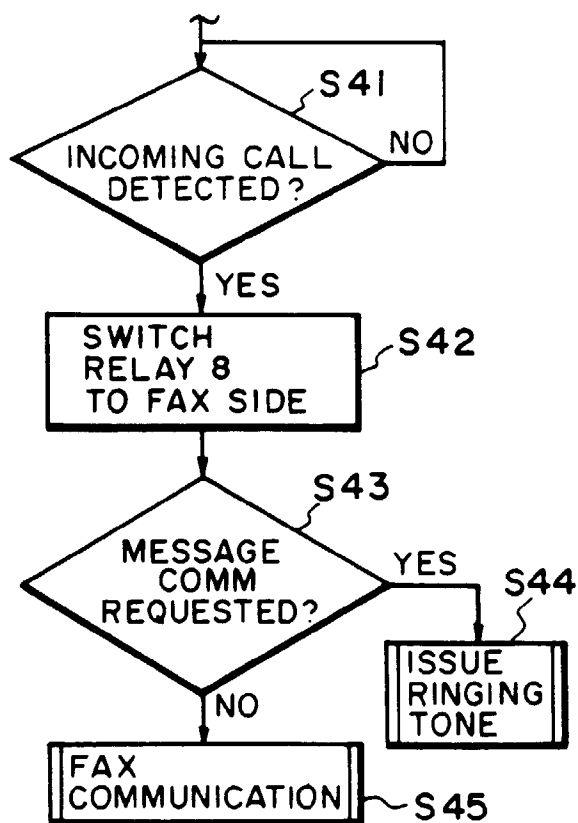 S41
INCOMING CALL
DETECTED?
NO
YES
SWITCH
RELAY 8
TO FAX SIDE
S42
S43
MESSAGE
COMM
REQUESTED?
YES
S44
ISSUE
RINGING
TONE
NO
FAX
COMMUNICATION
S45